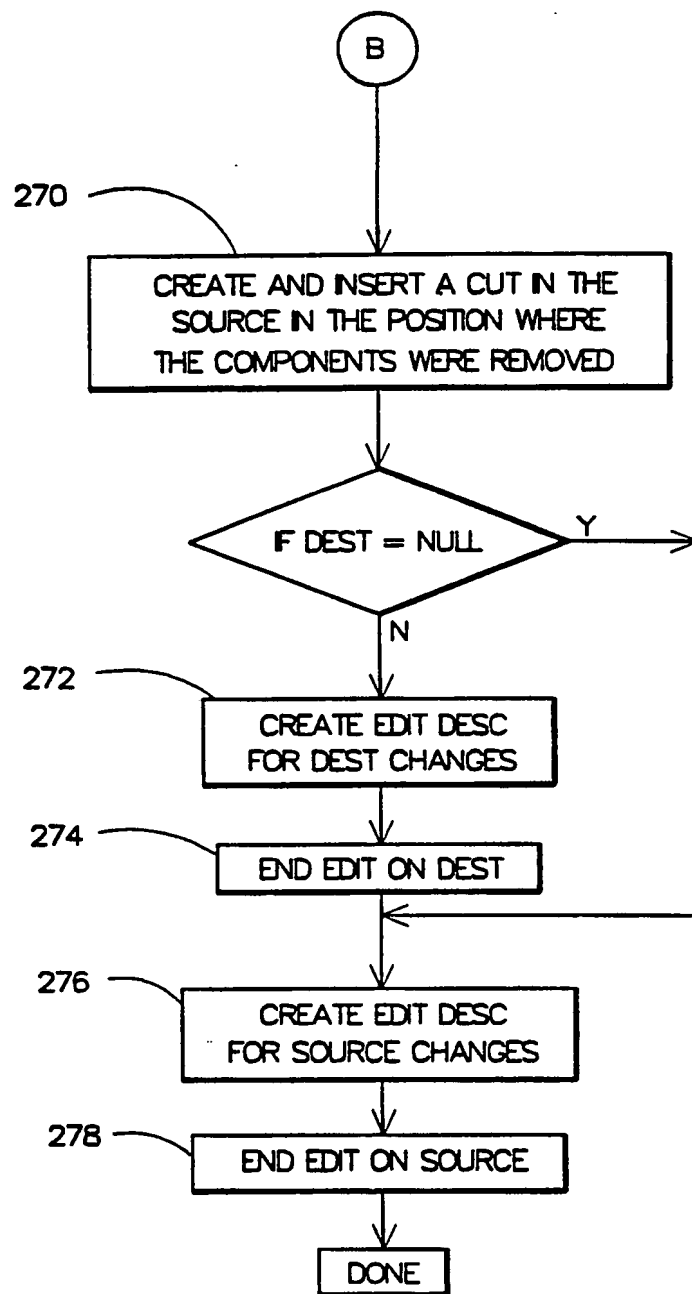 B
270
CREATE AND INSERT A CUT IN THE
SOURCE IN THE POSITION WHERE
THE COMPONENTS WERE REMOVED
IF DEST = NULL
Y
N
272
CREATE EDIT DESC
FOR DEST CHANGES
274
END EDIT ON DEST
276
CREATE EDIT DESC
FOR SOURCE CHANGES
278
END EDIT ON SOURCE
DONE